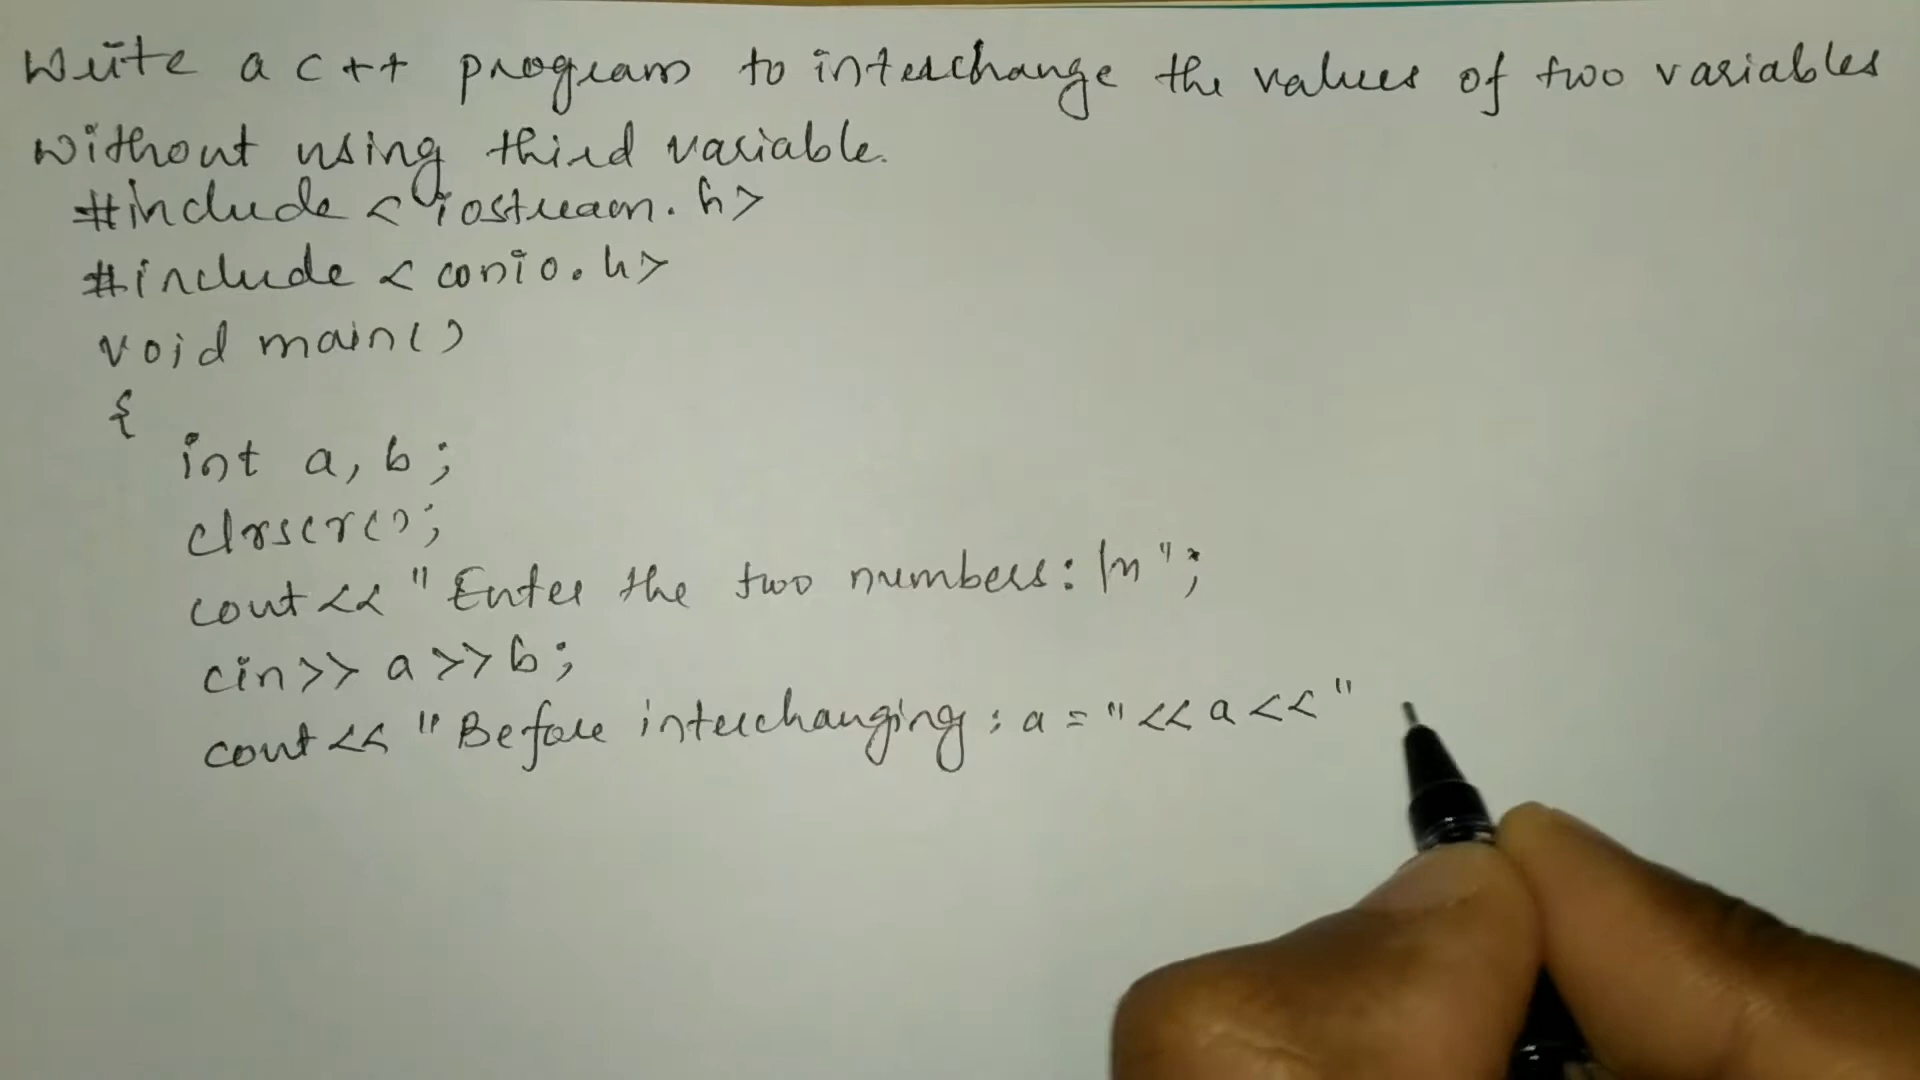 Write a c++ program to interchange the values of two variables
without using third variable.
#include <iostream.h>
#include <conio.h>
void main()
{
int a, b;
clrscr();
cout<< "Enter the two numbers: \n";
cin>> a>>b;
cout<< "Before interchanging: a = "<<a<<"